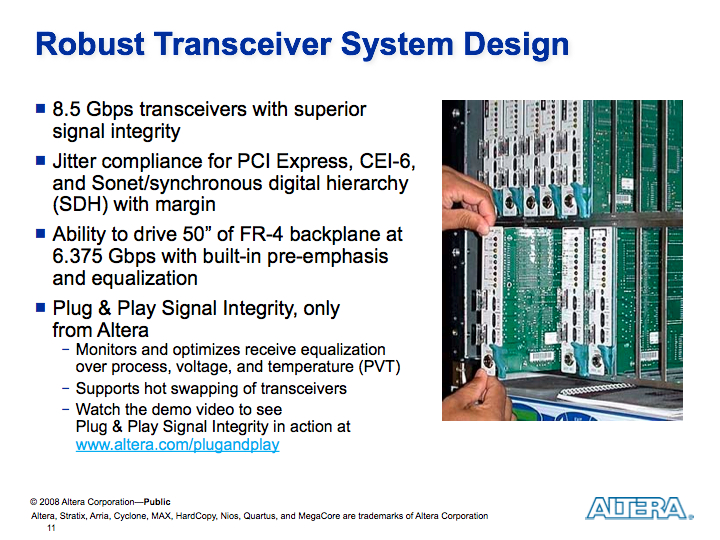 Robust Transceiver System Design
■ 8.5 Gbps transceivers with superior
signal integrity
■ Jitter compliance for PCI Express, CEI-6,
and Sonet/synchronous digital hierarchy
(SDH) with margin
■ Ability to drive 50” of FR-4 backplane at
6.375 Gbps with built-in pre-emphasis
and equalization
■ Plug & Play Signal Integrity, only
from Altera
− Monitors and optimizes receive equalization
over process, voltage, and temperature (PVT)
− Supports hot swapping of transceivers
− Watch the demo video to see
Plug & Play Signal Integrity in action at
www.altera.com/plugandplay
© 2008 Altera Corporation—Public
Altera, Stratix, Arria, Cyclone, MAX, HardCopy, Nios, Quartus, and MegaCore are trademarks of Altera Corporation
11
ALTERA®